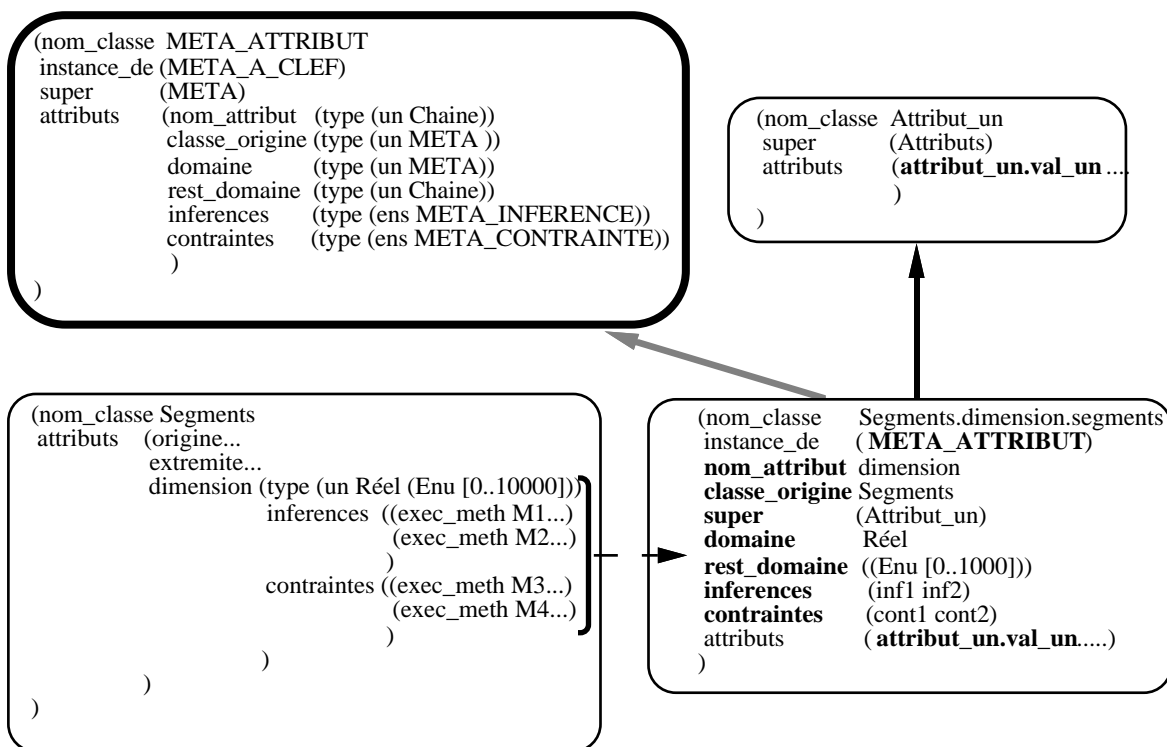 (nom_classe META_ATTRIBUT
instance_de (META_A_CLEF)
super (META)
attributs (nom_attribut (type (un Chaine))
classe_origine (type (un META ))
domaine (type (un META))
rest_domaine (type (un Chaine))
inferences (type (ens META_INFERENCE))
contraintes (type (ens META_CONTRAINTE))
)
)
(nom_classe Attribut_un
super (Attributs)
attributs (attribut_un.val_un ....
)
)
(nom_classe Segments
attributs (origine...
extremite...
dimension (type (un Réel (Enu [0..10000]))
inferences ((exec_meth M1...)
(exec_meth M2...)
)
contraintes ((exec_meth M3...)
(exec_meth M4...)
)
)
)
)
(nom_classe Segments.dimension.segments
instance_de ( META_ATTRIBUT)
nom_attribut dimension
classe_origine Segments
super (Attribut_un)
domaine Réel
rest_domaine ((Enu [0..1000]))
inferences (inf1 inf2)
contraintes (cont1 cont2)
attributs ( attribut_un.val_un.....)
)